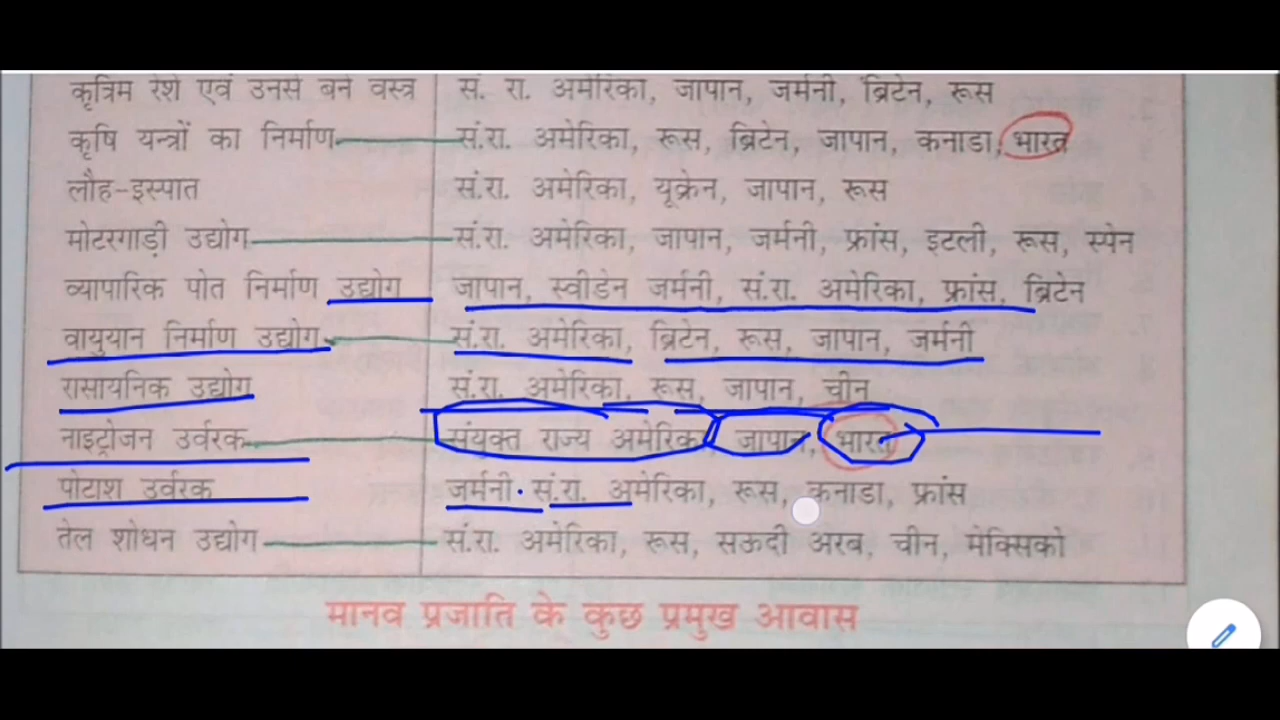 कृत्रिम रेशे एवं उनसे बने वस्त्र सं. रा. अमेरिका, जापान, जर्मनी, ब्रिटेन, रूस
कृषि यन्त्रों का निर्माण सं.रा. अमेरिका, रूस, ब्रिटेन, जापान, कनाडा, भारत
लौह-इस्पात सं.रा. अमेरिका, यूक्रेन, जापान, रूस
मोटरगाड़ी उद्योग सं.रा. अमेरिका, जापान, जर्मनी, फ्रांस, इटली, रूस, स्पेन
व्यापारिक पोत निर्माण उद्योग जापान, स्वीडेन जर्मनी, सं.रा. अमेरिका, फ्रांस, ब्रिटेन
वायुयान निर्माण उद्योग सं.रा. अमेरिका, ब्रिटेन, रूस, जापान, जर्मनी
रासायनिक उद्योग सं.रा. अमेरिका, रूस, जापान, चीन
नाइट्रोजन उर्वरक संयुक्त राज्य अमेरिका, जापान, भारत
पोटाश उर्वरक जर्मनी सं.रा. अमेरिका, रूस, कनाडा, फ्रांस
तेल शोधन उद्योग सं.रा. अमेरिका, रूस, सऊदी अरब, चीन, मेक्सिको
मानव प्रजाति के कुछ प्रमुख आवास